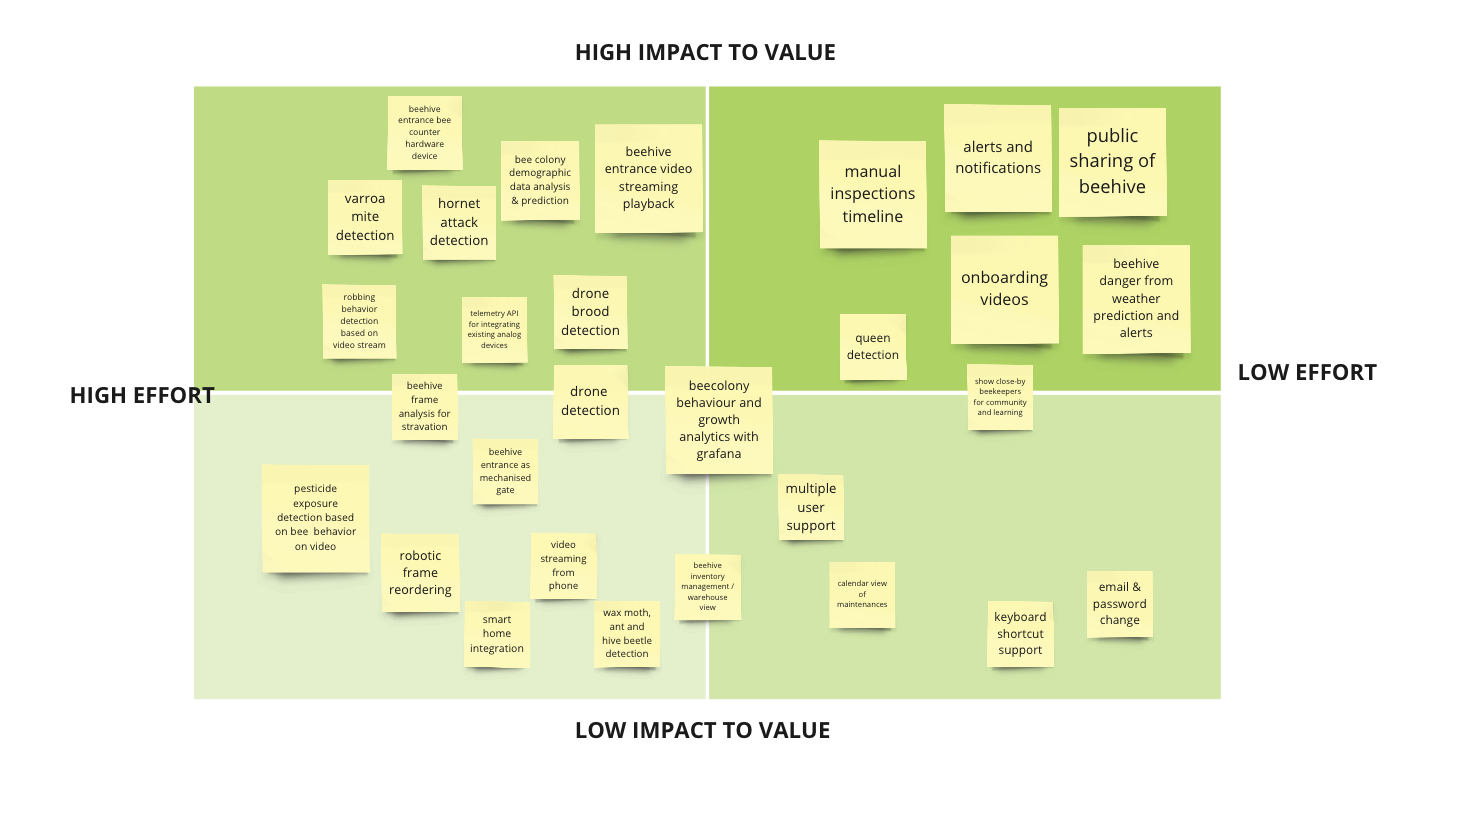 HIGH IMPACT TO VALUE
beehive
entrance bee
counter
hardware
device
bee colony
demographic
data analysis
& prediction
beehive
entrance video
streaming
playback
varroa
mite
detection
hornet
attack
detection
robbing
behavior
detection
based on
video stream
telemetry API
for integrating
existing analog
devices
drone
brood
detection
manual
inspections
timeline
alerts and
notifications
public
sharing of
beehive
onboarding
videos
beehive
danger from
weather
prediction and
alerts
queen
detection
show close-by
beekeepers
for community
and learning
HIGH EFFORT
LOW EFFORT
beehive
frame
analysis for
stravation
drone
detection
beecolony
behaviour and
growth
analytics with
grafana
beehive
entrance as
mechanised
gate
pesticide
exposure
detection based
on bee  behavior
on video
robotic
frame
reordering
video
streaming
from
phone
smart
home
integration
wax moth,
ant and
hive beetle
detection
beehive
inventory
management /
warehouse
view
multiple
user
support
calendar view
of
maintenances
keyboard
shortcut
support
email &
password
change
LOW IMPACT TO VALUE